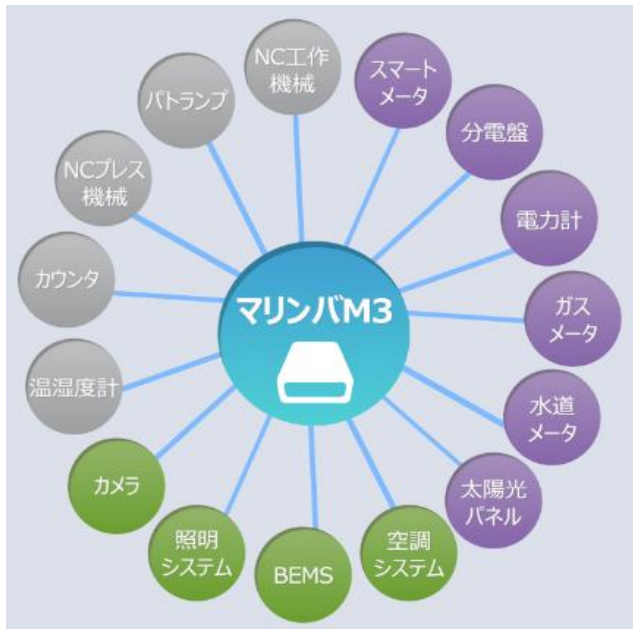 NC工作
機械
スマート
メータ
パトランプ
分電盤
NCプレス
機械
電力計
カウンタ
マリンバM3
ガス
メータ
温湿度計
水道
メータ
カメラ
太陽光
パネル
照明
システム
BEMS
空調
システム